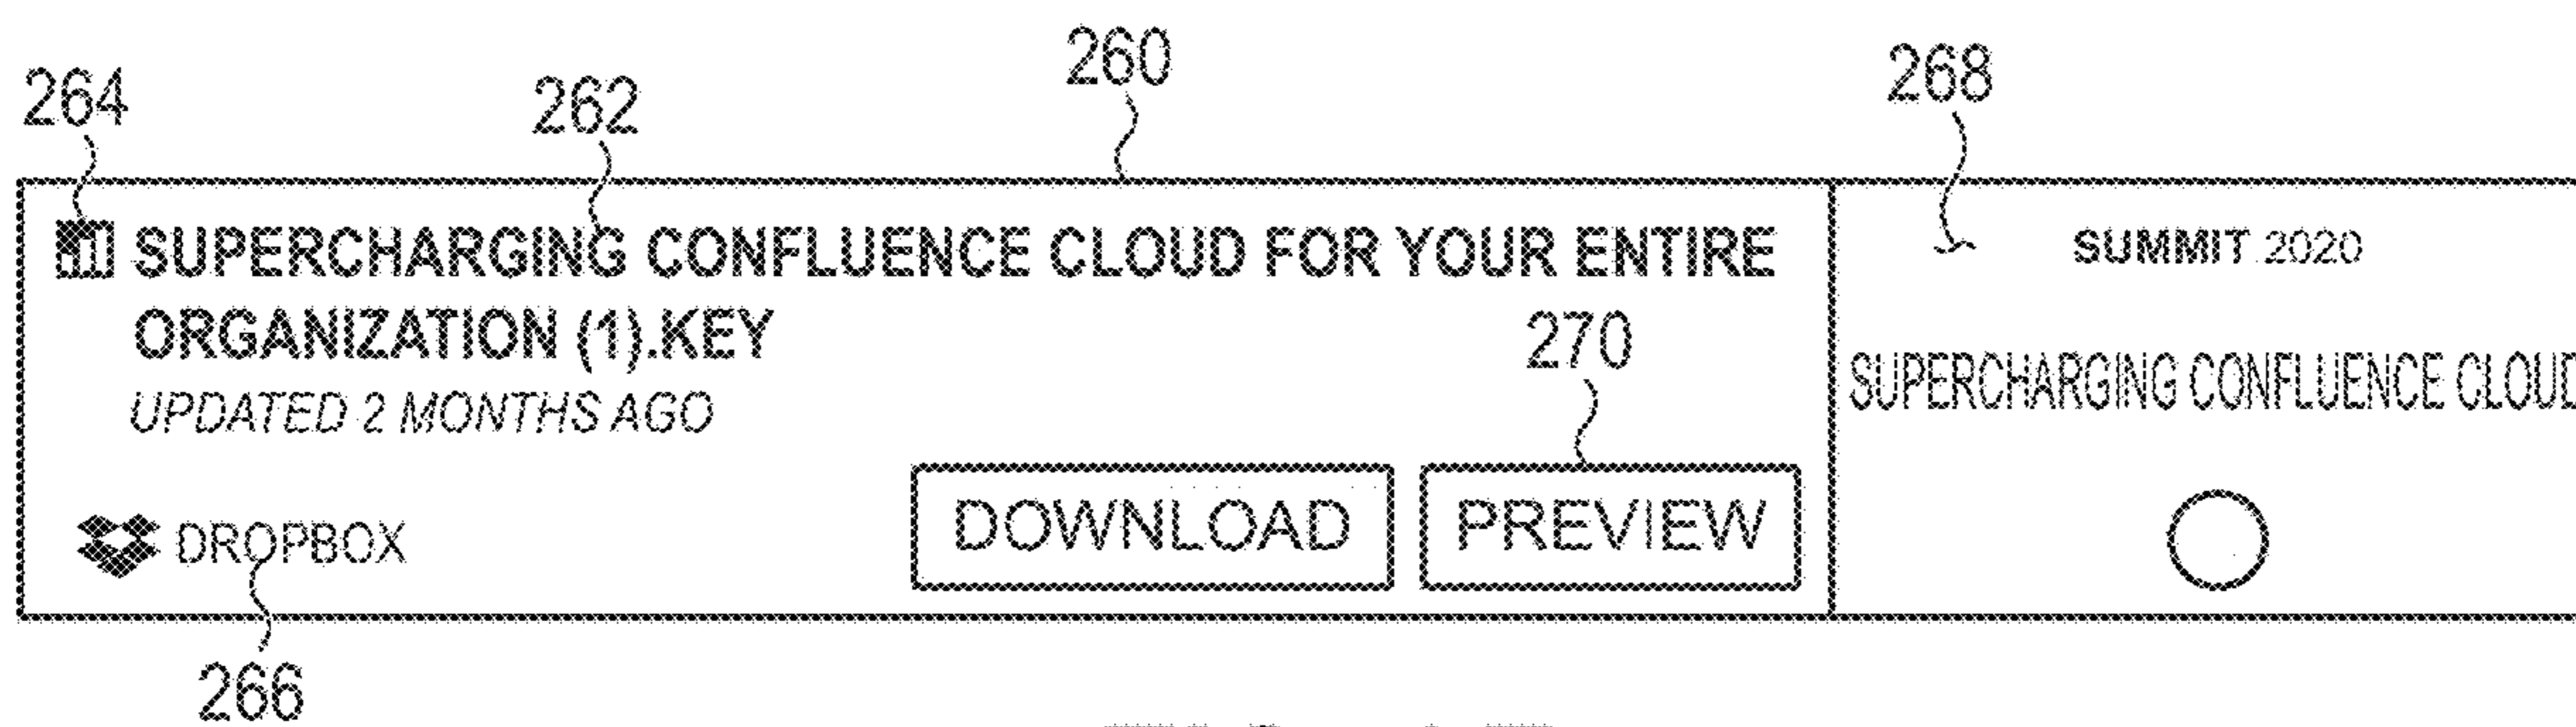 260
268
264
262
SUPERCHARGING CONFLUENCE CLOUD FOR YOUR ENTIRE
ORGANIZATION (1).KEY
UPDATED 2 MONTHS AGO
270
DROPBOX
DOWNLOAD
PREVIEW
SUMMIT 2020
SUPERCHARGING CONFLUENCE CLOUD
266